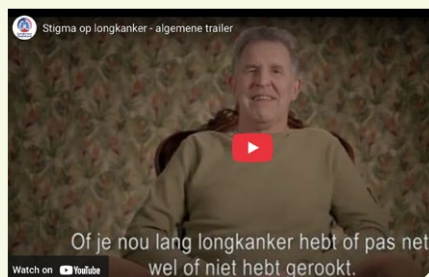 Stigma op longkanker - algemene trailer
Of je nou lang longkanker hebt of pas net
wel of niet hebt gerookt.
Watch on YouTube